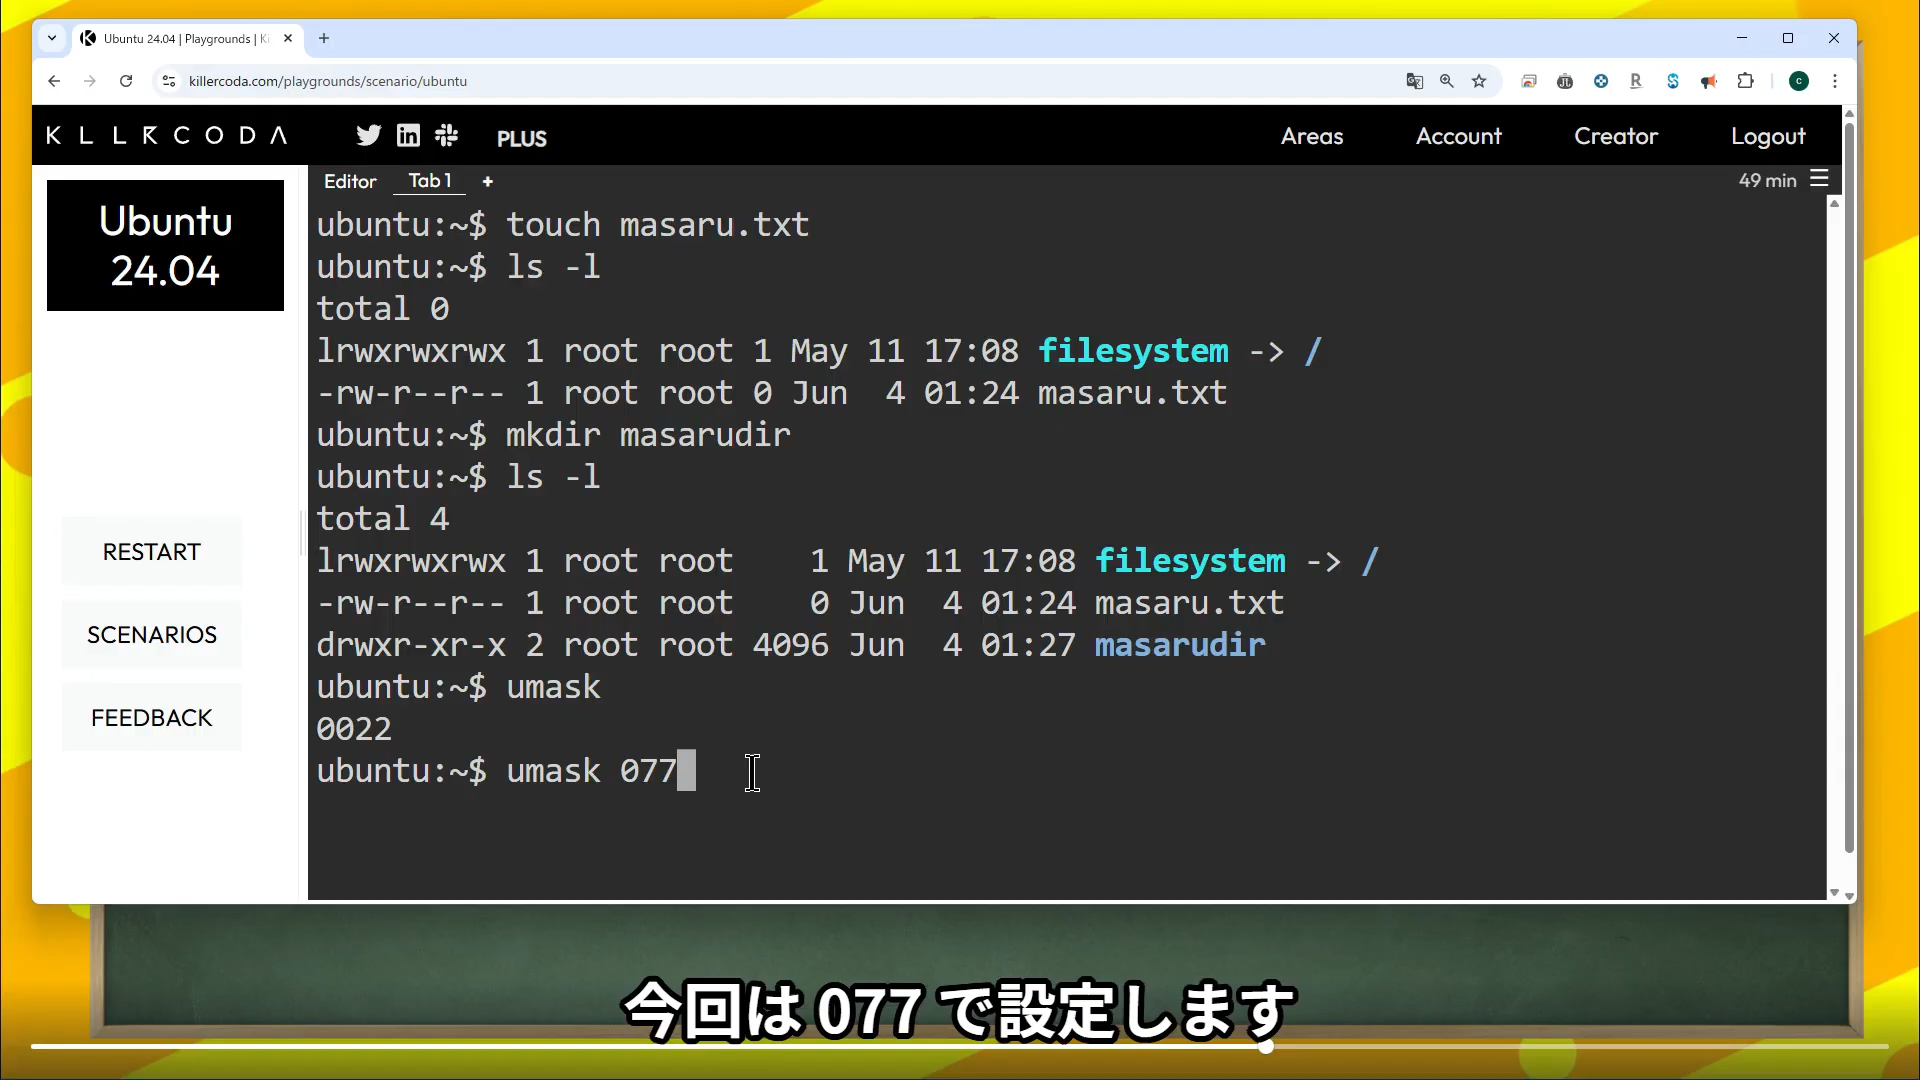 Ubuntu 24.04 | Playgrounds | Ki
killercoda.com/playgrounds/scenario/ubuntu
KLLRCODA
PLUS
Areas
Account
Creator
Logout
Ubuntu
24.04
RESTART
SCENARIOS
FEEDBACK
Editor
Tab 1
+
49 min
ubuntu:~$ touch masaru.txt
ubuntu:~$ ls -l
total 0
lrwxrwxrwx 1 root root 1 May 11 17:08 filesystem -> /
-rw-r--r-- 1 root root 0 Jun  4 01:24 masaru.txt
ubuntu:~$ mkdir masarudir
ubuntu:~$ ls -l
total 4
lrwxrwxrwx 1 root root    1 May 11 17:08 filesystem -> /
-rw-r--r-- 1 root root    0 Jun  4 01:24 masaru.txt
drwxr-xr-x 2 root root 4096 Jun  4 01:27 masarudir
ubuntu:~$ umask
0022
ubuntu:~$ umask 077
今回は 077 で設定します